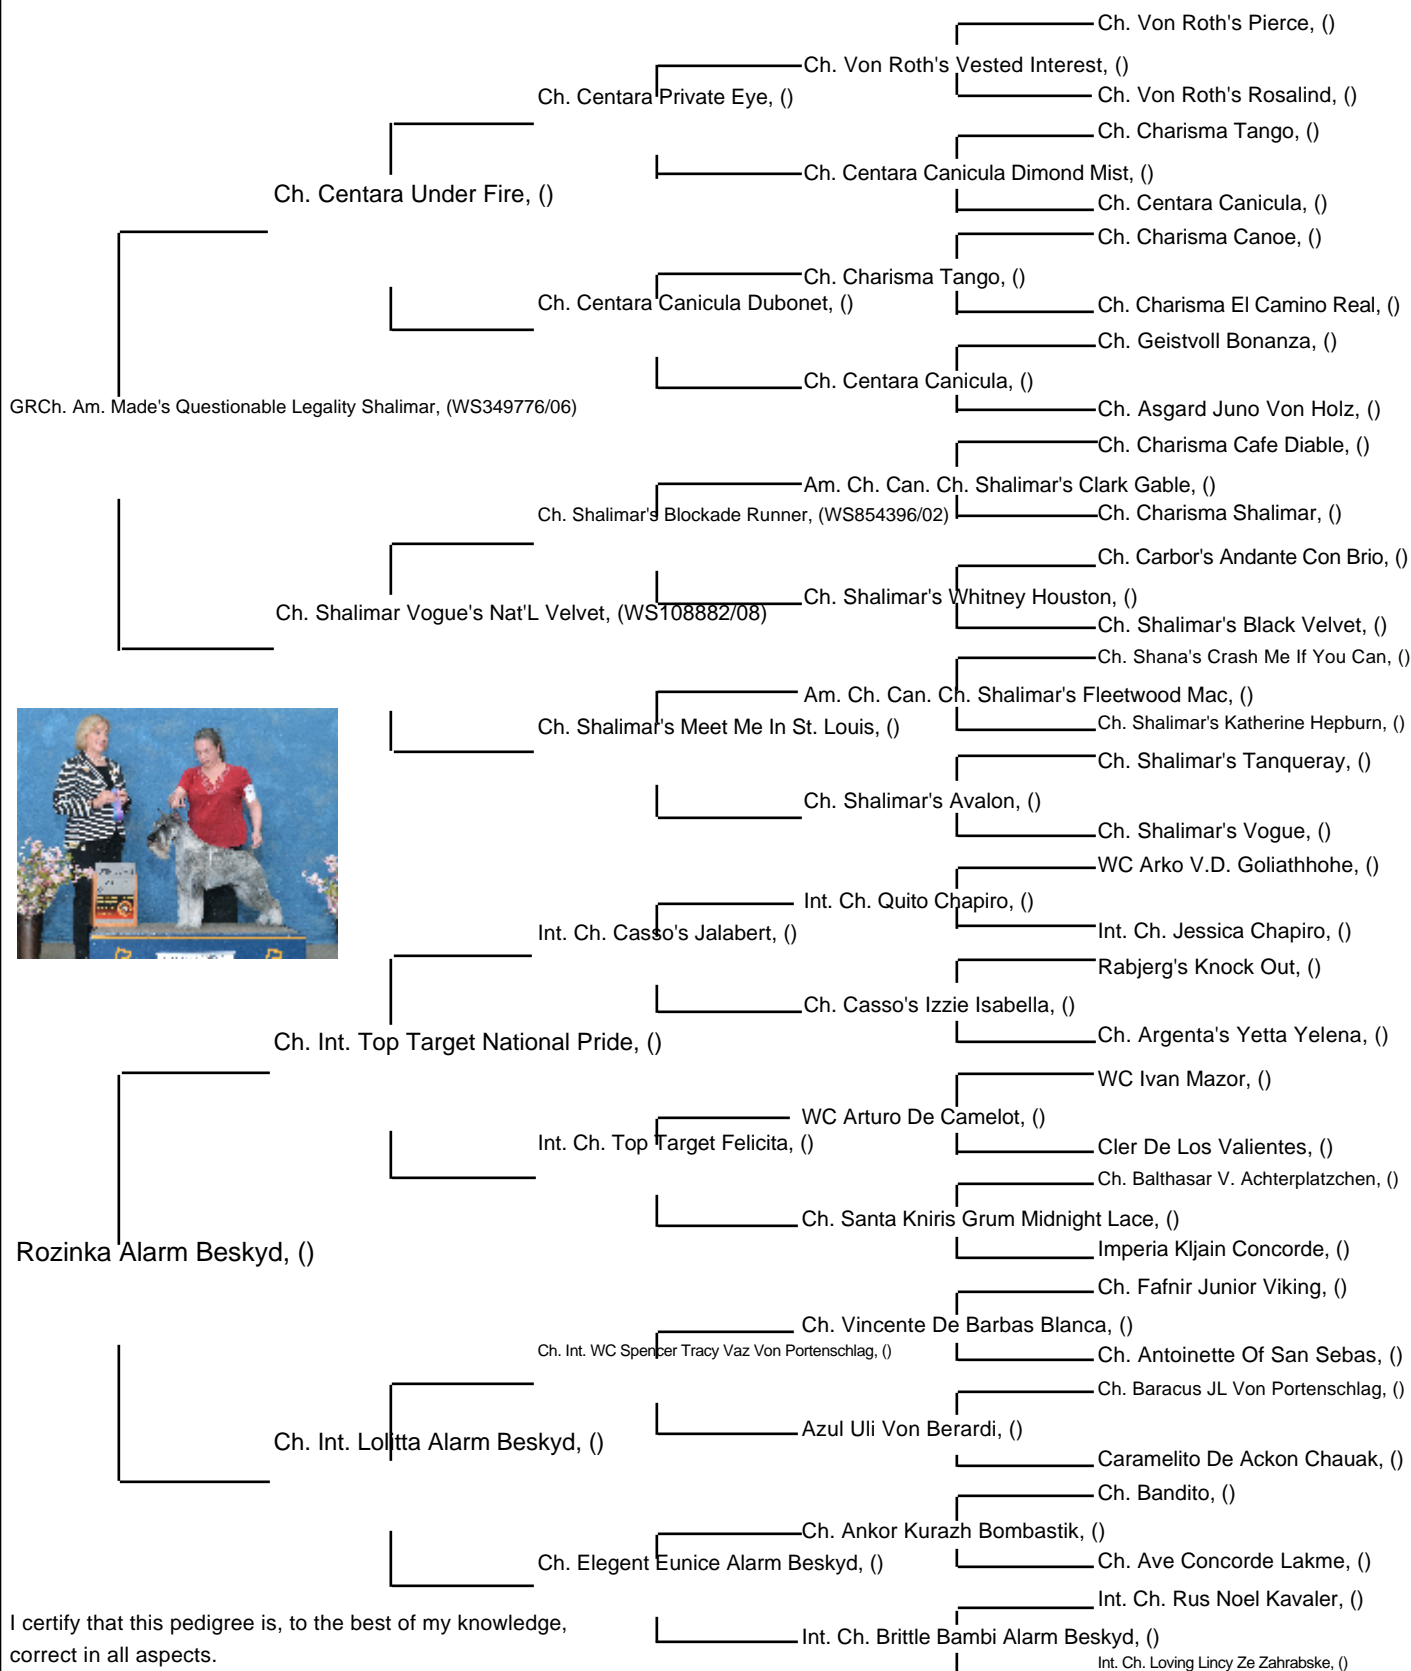 Ch. Von Roth's Pierce, ()
Ch. Von Roth's Vested Interest, ()
Ch. Centara Private Eye, ()
Ch. Von Roth's Rosalind, ()
Ch. Charisma Tango, ()
Ch. Centara Canicula Dimond Mist, ()
Ch. Centara Under Fire, ()
Ch. Centara Canicula, ()
Ch. Charisma Canoe, ()
Ch. Charisma Tango, ()
Ch. Centara Canicula Dubonet, ()
Ch. Charisma El Camino Real, ()
Ch. Geistvoll Bonanza, ()
Ch. Centara Canicula, ()
GRCh. Am. Made's Questionable Legality Shalimar, (WS349776/06)
Ch. Asgard Juno Von Holz, ()
Ch. Charisma Cafe Diable, ()
Am. Ch. Can. Ch. Shalimar's Clark Gable, ()
Ch. Shalimar's Blockade Runner, (WS854396/02)
Ch. Charisma Shalimar, ()
Ch. Carbor's Andante Con Brio, ()
Ch. Shalimar's Whitney Houston, ()
Ch. Shalimar Vogue's Nat'L Velvet, (WS108882/08)
Ch. Shalimar's Black Velvet, ()
Ch. Shana's Crash Me If You Can, ()
Am. Ch. Can. Ch. Shalimar's Fleetwood Mac, ()
Ch. Shalimar's Meet Me In St. Louis, ()
Ch. Shalimar's Katherine Hepburn, ()
Ch. Shalimar's Tanqueray, ()
Ch. Shalimar's Avalon, ()
Ch. Shalimar's Vogue, ()
WC Arko V.D. Goliathhohe, ()
Int. Ch. Quito Chapiro, ()
Int. Ch. Casso's Jalabert, ()
Int. Ch. Jessica Chapiro, ()
Rabjerg's Knock Out, ()
Ch. Casso's Izzie Isabella, ()
Ch. Int. Top Target National Pride, ()
Ch. Argenta's Yetta Yelena, ()
WC Ivan Mazor, ()
WC Arturo De Camelot, ()
Int. Ch. Top Target Felicita, ()
Cler De Los Valientes, ()
Ch. Balthasar V. Achterplatzchen, ()
Ch. Santa Kniris Grum Midnight Lace, ()
Rozinka Alarm Beskyd, ()
Imperia Kljain Concorde, ()
Ch. Fafnir Junior Viking, ()
Ch. Vincente De Barbas Blanca, ()
Ch. Int. WC Spencer Tracy Vaz Von Portenschlag, ()
Ch. Antoinette Of San Sebas, ()
Ch. Baracus JL Von Portenschlag, ()
Azul Uli Von Berardi, ()
Ch. Int. Lolitta Alarm Beskyd, ()
Caramelito De Ackon Chauak, ()
Ch. Bandito, ()
Ch. Ankor Kurazh Bombastik, ()
Ch. Elegent Eunice Alarm Beskyd, ()
Ch. Ave Concorde Lakme, ()
Int. Ch. Rus Noel Kavaler, ()
Int. Ch. Brittle Bambi Alarm Beskyd, ()
Int. Ch. Loving Lincy Ze Zahrabske, ()
I certify that this pedigree is, to the best of my knowledge,
correct in all aspects.